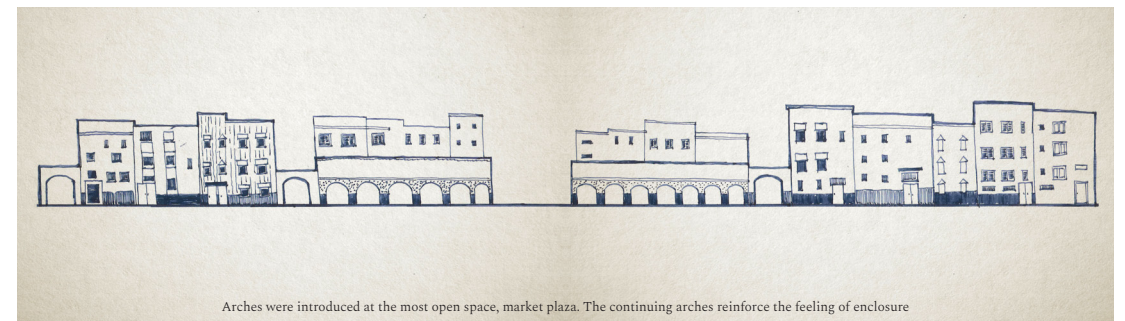 Arches were introduced at the most open space, market plaza. The continuing arches reinforce the feeling of enclosure